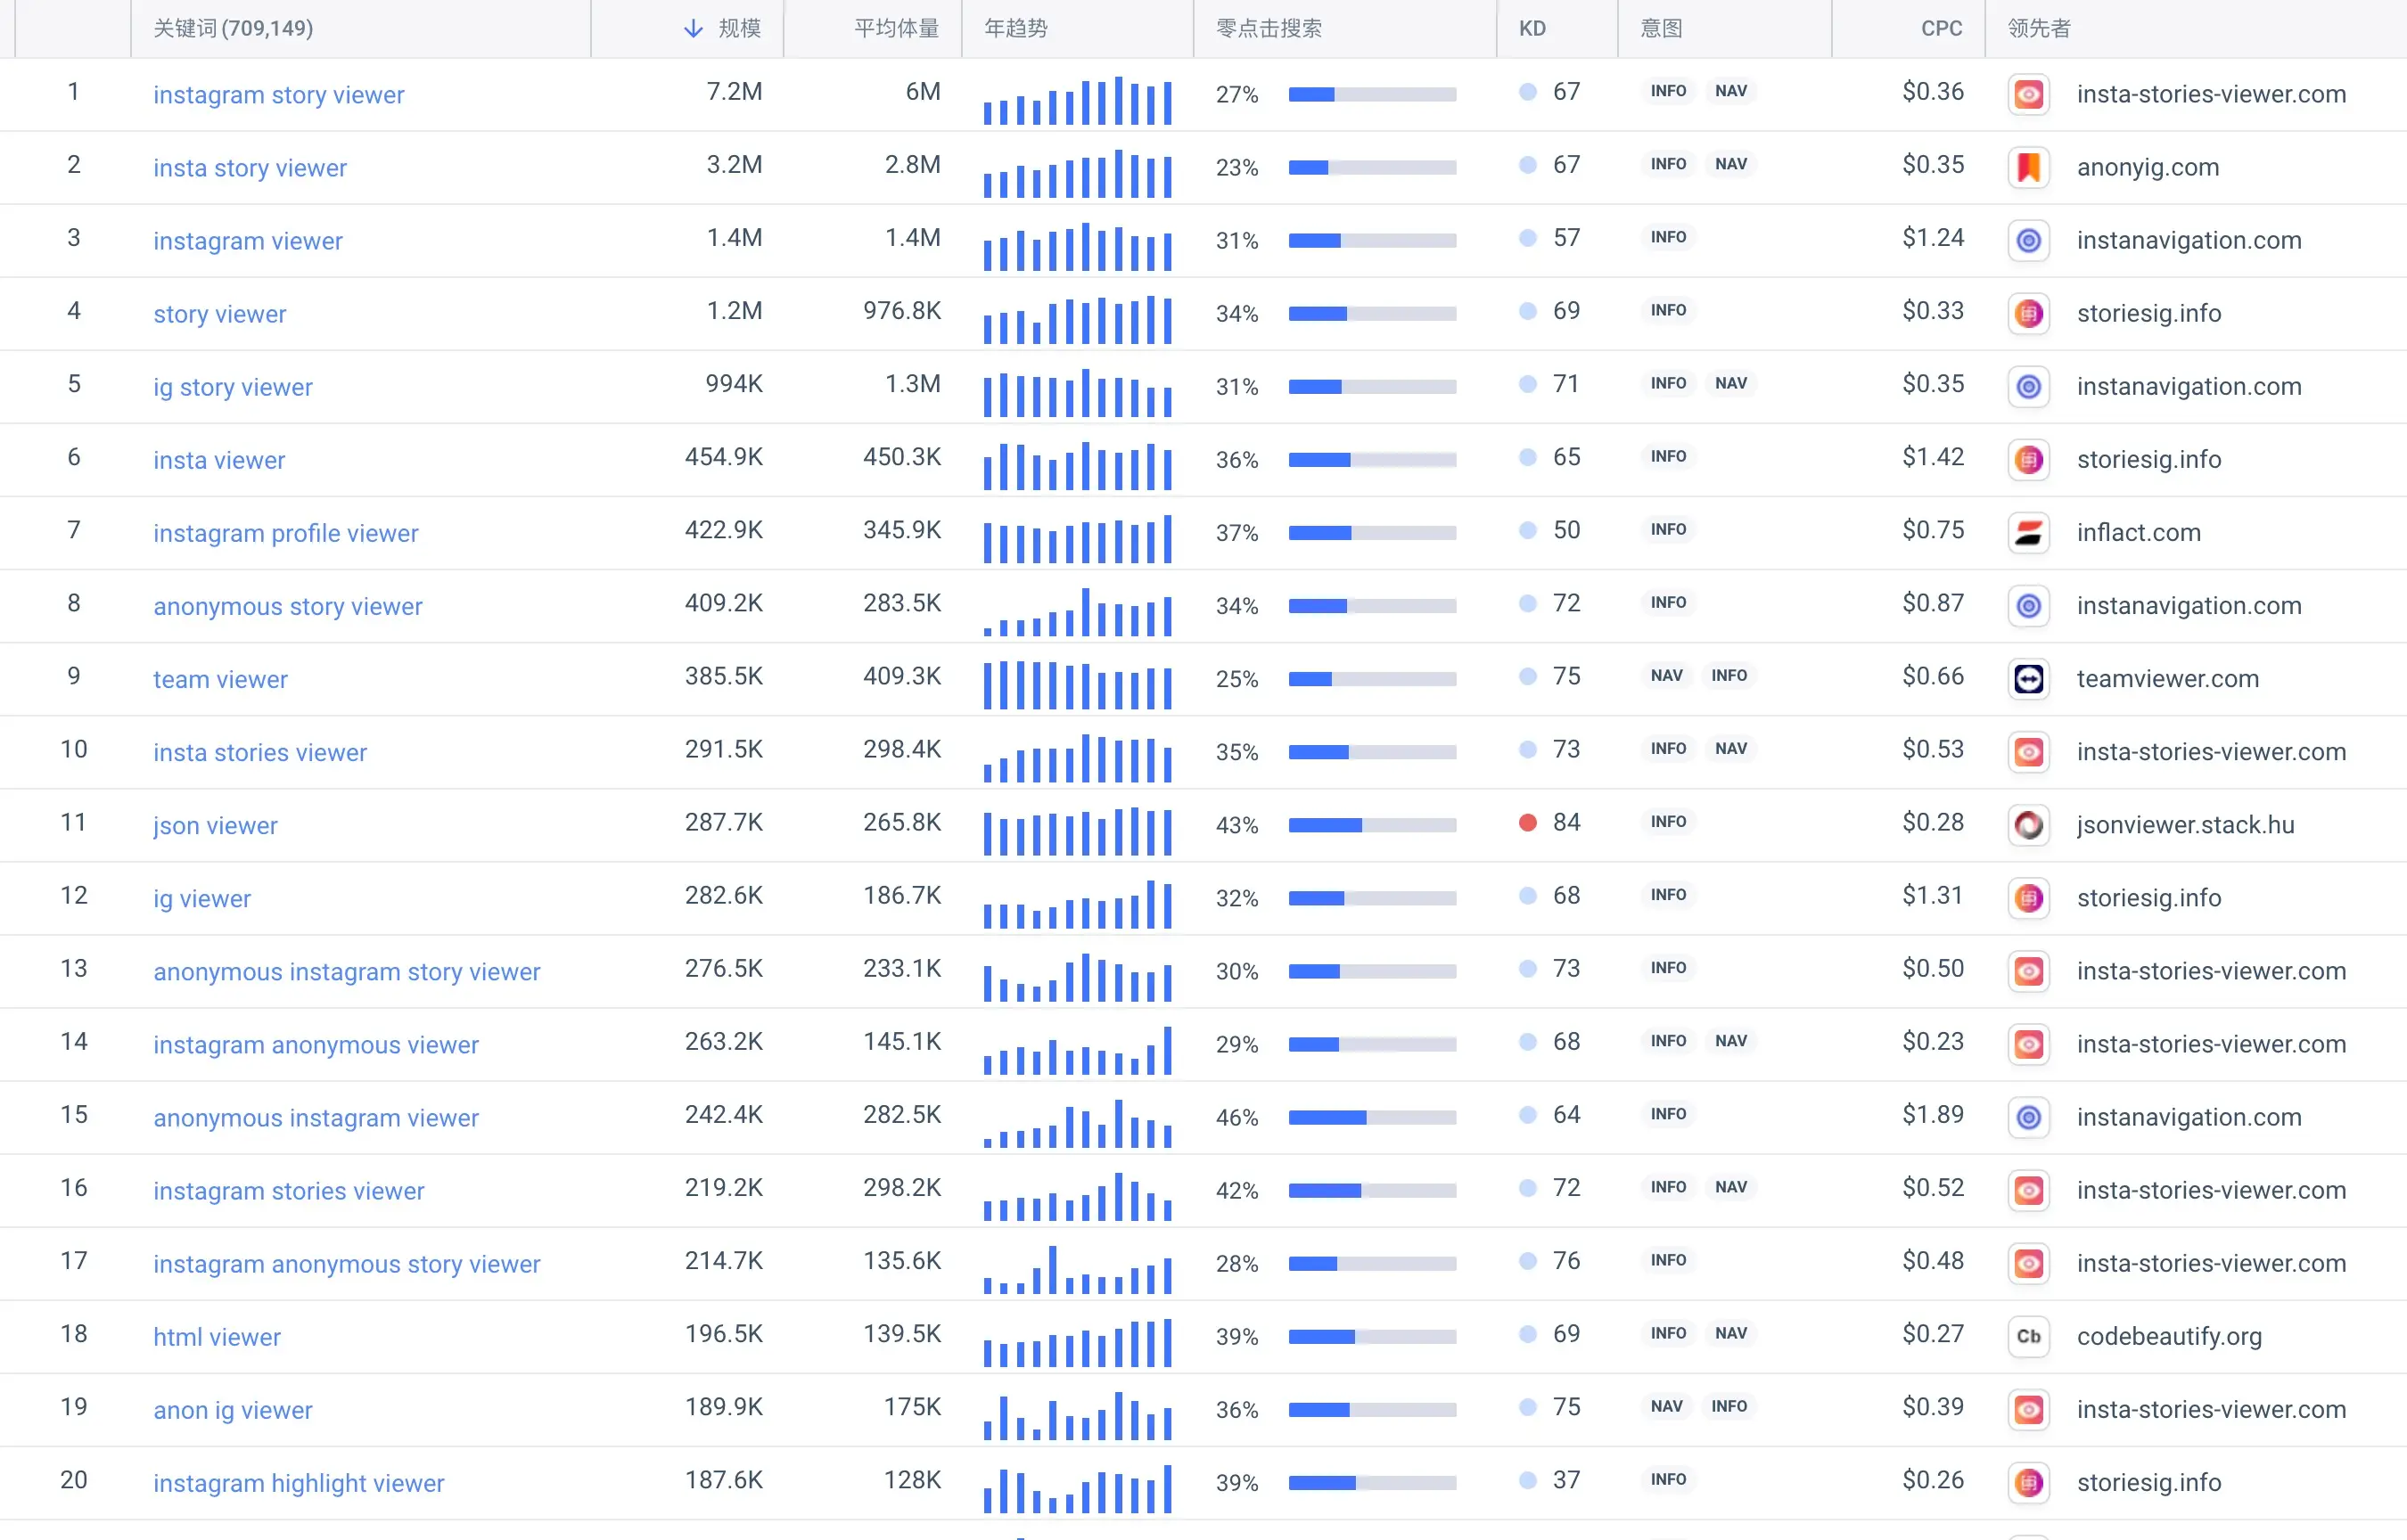 关键词 (709,149) 规模 平均体量 年趋势 零点击搜索 KD 意图 CPC 领先者
1 instagram story viewer 7.2M 6M 27% 67 INFO NAV $0.36 insta-stories-viewer.com
2 insta story viewer 3.2M 2.8M 23% 67 INFO NAV $0.35 anonyig.com
3 instagram viewer 1.4M 1.4M 31% 57 INFO $1.24 instanavigation.com
4 story viewer 1.2M 976.8K 34% 69 INFO $0.33 storiesig.info
5 ig story viewer 994K 1.3M 31% 71 INFO NAV $0.35 instanavigation.com
6 insta viewer 454.9K 450.3K 36% 65 INFO $1.42 storiesig.info
7 instagram profile viewer 422.9K 345.9K 37% 50 INFO $0.75 inflact.com
8 anonymous story viewer 409.2K 283.5K 34% 72 INFO $0.87 instanavigation.com
9 team viewer 385.5K 409.3K 25% 75 NAV INFO $0.66 teamviewer.com
10 insta stories viewer 291.5K 298.4K 35% 73 INFO NAV $0.53 insta-stories-viewer.com
11 json viewer 287.7K 265.8K 43% 84 INFO $0.28 jsonviewer.stack.hu
12 ig viewer 282.6K 186.7K 32% 68 INFO $1.31 storiesig.info
13 anonymous instagram story viewer 276.5K 233.1K 30% 73 INFO $0.50 insta-stories-viewer.com
14 instagram anonymous viewer 263.2K 145.1K 29% 68 INFO NAV $0.23 insta-stories-viewer.com
15 anonymous instagram viewer 242.4K 282.5K 46% 64 INFO $1.89 instanavigation.com
16 instagram stories viewer 219.2K 298.2K 42% 72 INFO NAV $0.52 insta-stories-viewer.com
17 instagram anonymous story viewer 214.7K 135.6K 28% 76 INFO $0.48 insta-stories-viewer.com
18 html viewer 196.5K 139.5K 39% 69 INFO NAV $0.27 Cb codebeautify.org
19 anon ig viewer 189.9K 175K 36% 75 NAV INFO $0.39 insta-stories-viewer.com
20 instagram highlight viewer 187.6K 128K 39% 37 INFO $0.26 storiesig.info